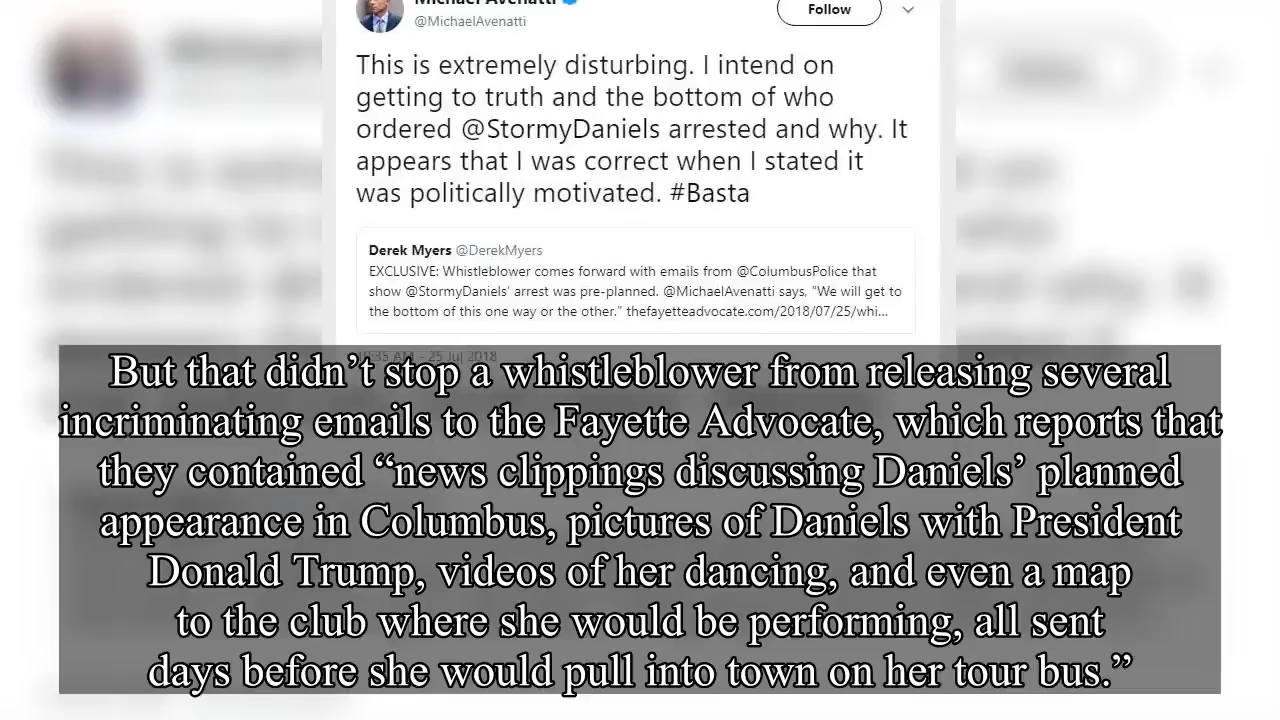 Michael Avenatti
@MichaelAvenatti
Follow
This is extremely disturbing. I intend on
getting to truth and the bottom of who
ordered @StormyDaniels arrested and why. It
appears that I was correct when I stated it
was politically motivated. #Basta
Derek Myers @DerekMyers
EXCLUSIVE: Whistleblower comes forward with emails from @ColumbusPolice that
show @StormyDaniels' arrest was pre-planned. @MichaelAvenatti says, "We will get to
the bottom of this one way or the other." thefayetteadvocate.com/2018/07/25/whi...
AM - 25 Jul 2018
But that didn’t stop a whistleblower from releasing several
incriminating emails to the Fayette Advocate, which reports that
they contained “news clippings discussing Daniels’ planned
appearance in Columbus, pictures of Daniels with President
Donald Trump, videos of her dancing, and even a map
to the club where she would be performing, all sent
days before she would pull into town on her tour bus.”